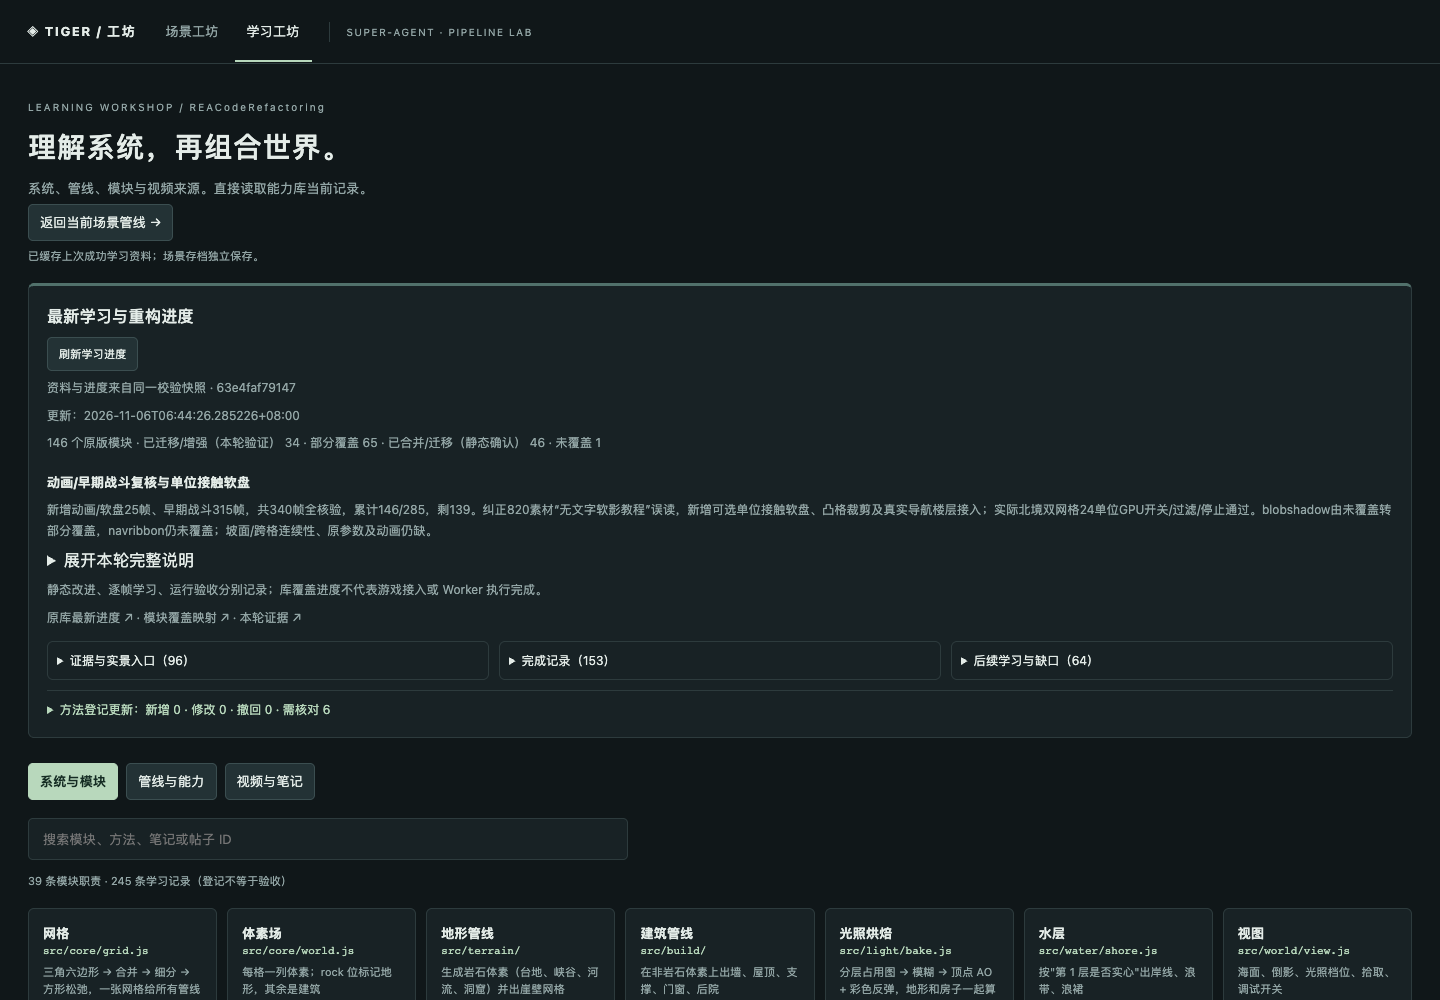 ◈ TIGER / 工坊 场景工坊 学习工坊 SUPER-AGENT · PIPELINE LAB
LEARNING WORKSHOP / REACodeRefactoring
理解系统，再组合世界。
系统、管线、模块与视频来源。直接读取能力库当前记录。
返回当前场景管线 →
已缓存上次成功学习资料；场景存档独立保存。
最新学习与重构进度
刷新学习进度
资料与进度来自同一校验快照 · 63e4faf79147
更新：2026-11-06T06:44:26.285226+08:00
146 个原版模块 · 已迁移/增强（本轮验证） 34 · 部分覆盖 65 · 已合并/迁移（静态确认） 46 · 未覆盖 1
动画/早期战斗复核与单位接触软盘
新增动画/软盘25帧、早期战斗315帧，共340帧全核验，累计146/285，剩139。纠正820素材"无文字软影教程"误读，新增可选单位接触软盘、凸格裁剪及真实导航楼层接入；实际北境双网格24单位GPU开关/过滤/停止通过。blobshadow由未覆盖转
部分覆盖，navribbon仍未覆盖；坡面/跨格连续性、原参数及动画仍缺。
▶ 展开本轮完整说明
静态改进、逐帧学习、运行验收分别记录；库覆盖进度不代表游戏接入或 Worker 执行完成。
原库最新进度 ↗ · 模块覆盖映射 ↗ · 本轮证据 ↗
▶ 证据与实景入口（96） ▶ 完成记录（153） ▶ 后续学习与缺口（64）
▶ 方法登记更新：新增 0 · 修改 0 · 撤回 0 · 需核对 6
系统与模块 管线与能力 视频与笔记
搜索模块、方法、笔记或帖子 ID
39 条模块职责 · 245 条学习记录（登记不等于验收）
网格 体素场 地形管线 建筑管线 光照烘焙 水层 视图
src/core/grid.js src/core/world.js src/terrain/ src/build/ src/light/bake.js src/water/shore.js src/world/view.js
三角六边形 → 合并 → 细分 → 每格一列体素；rock 位标记地 生成岩石体素（台地、峡谷、河 在非岩石体素上出墙、屋顶、支 分层占用图 → 模糊 → 顶点 AO 按"第 1 层是否实心"出岸线、浪 海面、倒影、光照档位、拾取、
方形松弛，一张网格给所有管线 形，其余是建筑 流、洞窟）并出崖壁网格 撑、门窗、后院 + 彩色反弹，地形和房子一起算 带、浪裙 调试开关